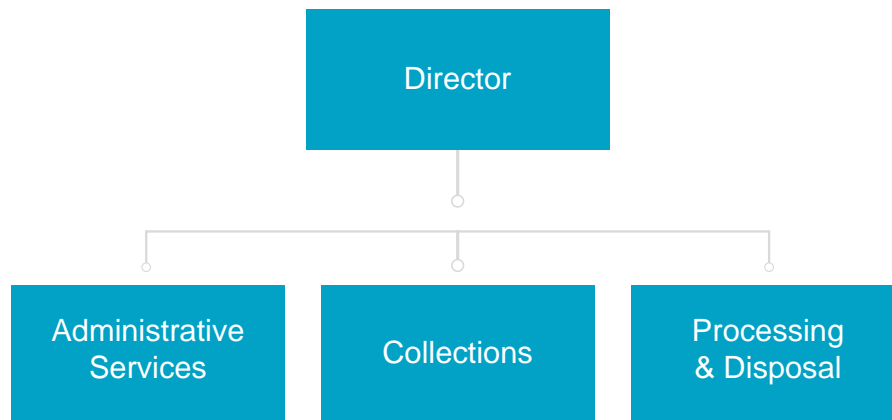 Director
Administrative
Services
Collections
Processing
& Disposal